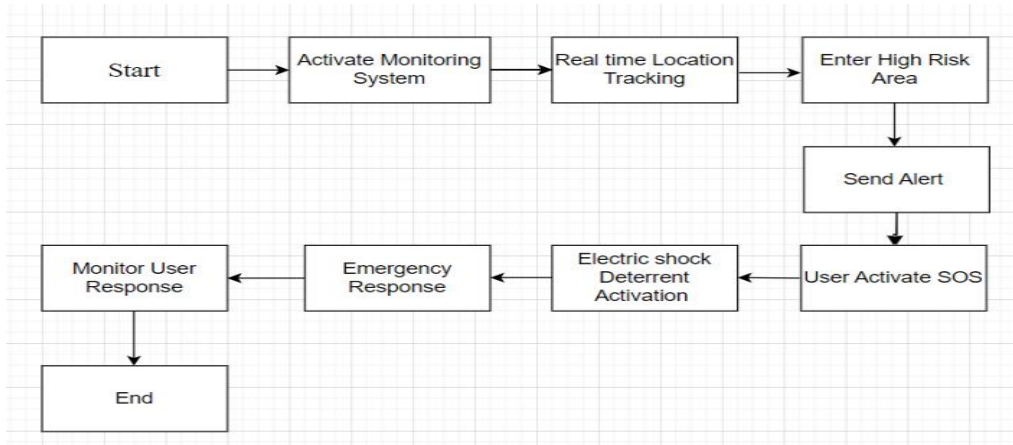 Start
Activate Monitoring
System
Real time Location
Tracking
Enter High Risk
Area
Send Alert
User Activate SOS
Electric shock
Deterrent
Activation
Emergency
Response
Monitor User
Response
End